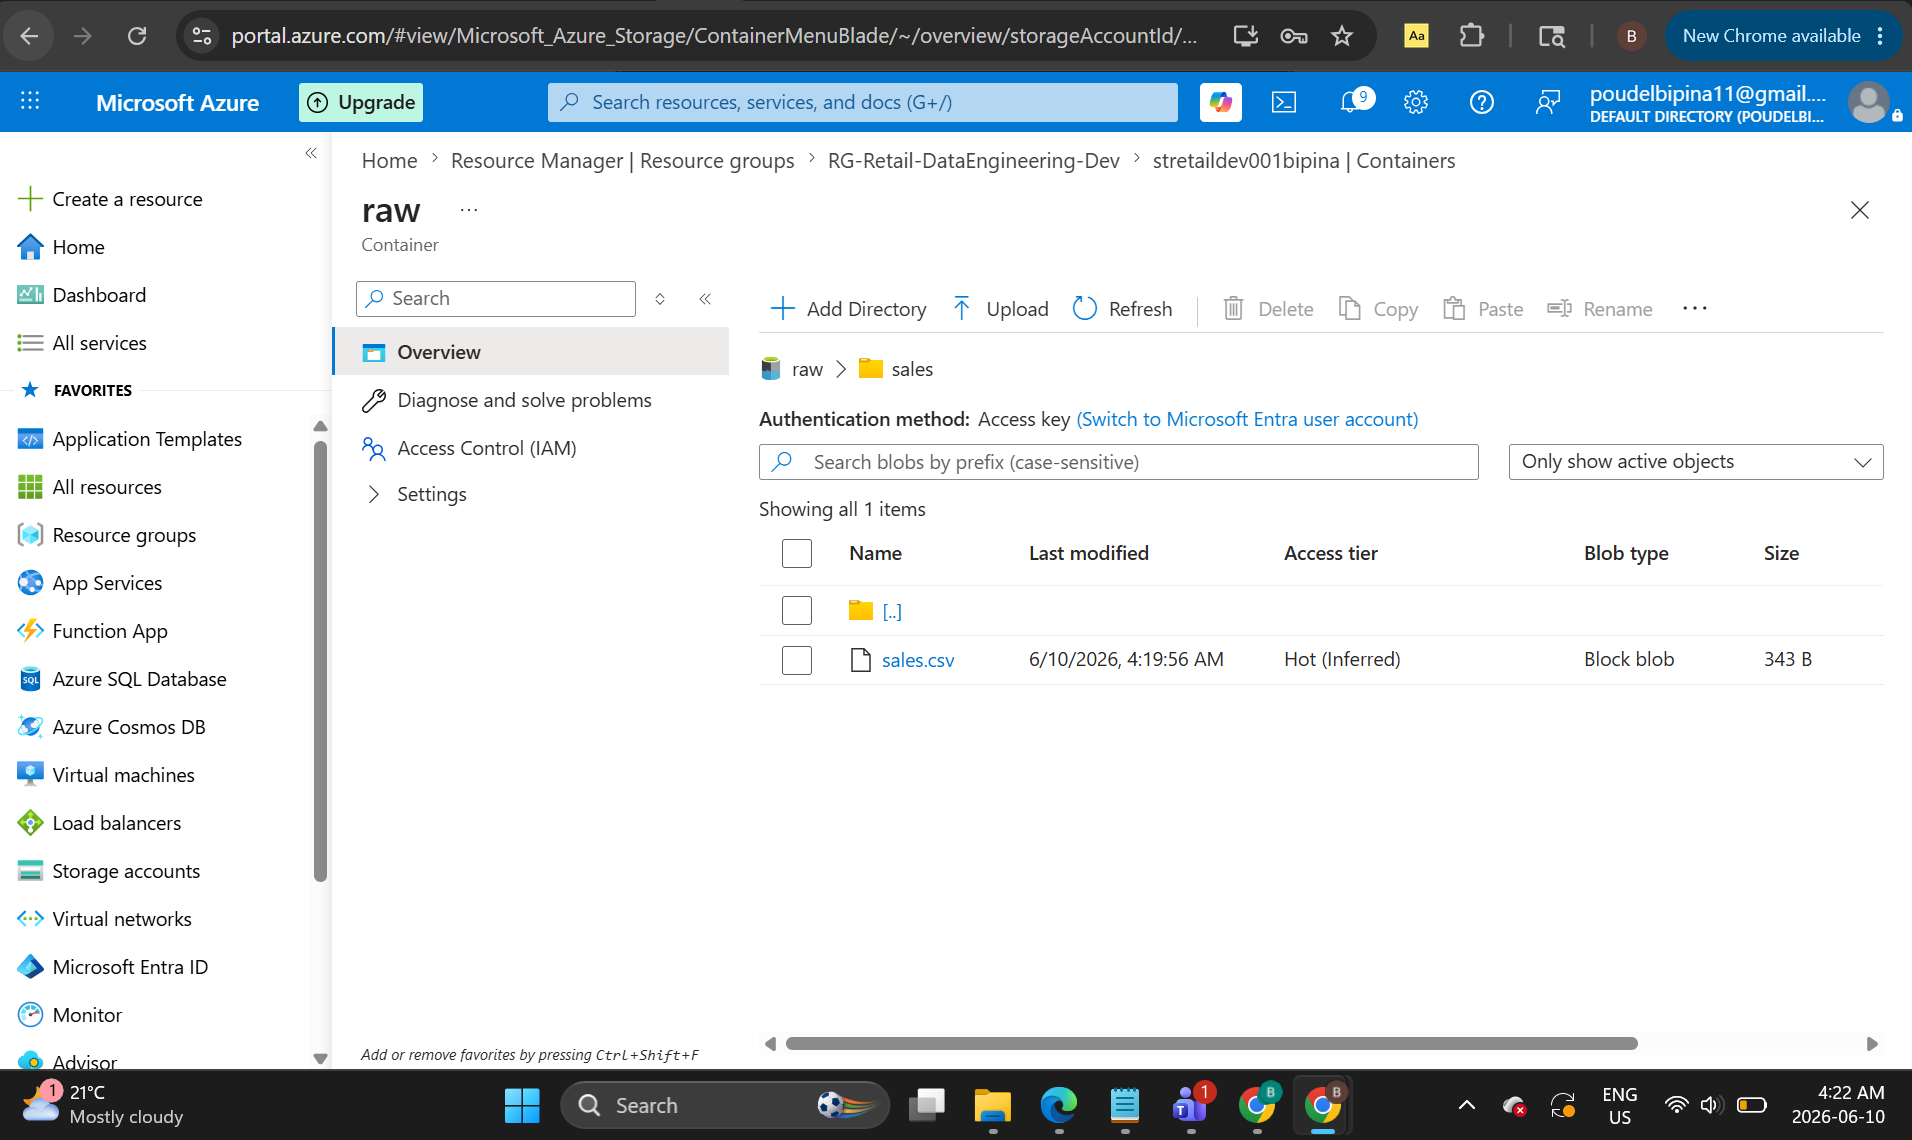 portal.azure.com/#view/Microsoft_Azure_Storage/ContainerMenuBlade/~/overview/storageAccountId/...
Aa
B
New Chrome available
Microsoft Azure
Upgrade
Search resources, services, and docs (G+/)
9
poudelbipina11@gmail....
DEFAULT DIRECTORY (POUDELBI...
Create a resource
Home
Dashboard
All services
FAVORITES
Application Templates
All resources
Resource groups
App Services
Function App
SQL
Azure SQL Database
Azure Cosmos DB
Virtual machines
Load balancers
Storage accounts
Virtual networks
Microsoft Entra ID
Monitor
Advisor
Home > Resource Manager | Resource groups > RG-Retail-DataEngineering-Dev > stretaildev001bipina | Containers
raw ...
Container
Search
Overview
Diagnose and solve problems
Access Control (IAM)
Settings
Add or remove favorites by pressing Ctrl+Shift+F
Add Directory Upload Refresh Delete Copy Paste Rename ...
raw > sales
Authentication method: Access key (Switch to Microsoft Entra user account)
Search blobs by prefix (case-sensitive)
Only show active objects
Showing all 1 items
Name Last modified Access tier Blob type Size
[..]
sales.csv 6/10/2026, 4:19:56 AM Hot (Inferred) Block blob 343 B
1
21°C
Mostly cloudy
Search
T
1
B
B
ENG
US
4:22 AM
2026-06-10